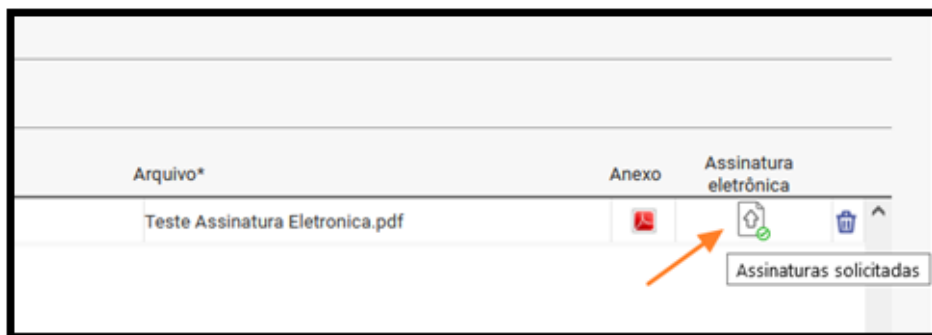 Arquivo*
Anexo
Assinatura
eletrônica
Teste Assinatura Eletronica.pdf
Assinaturas solicitadas